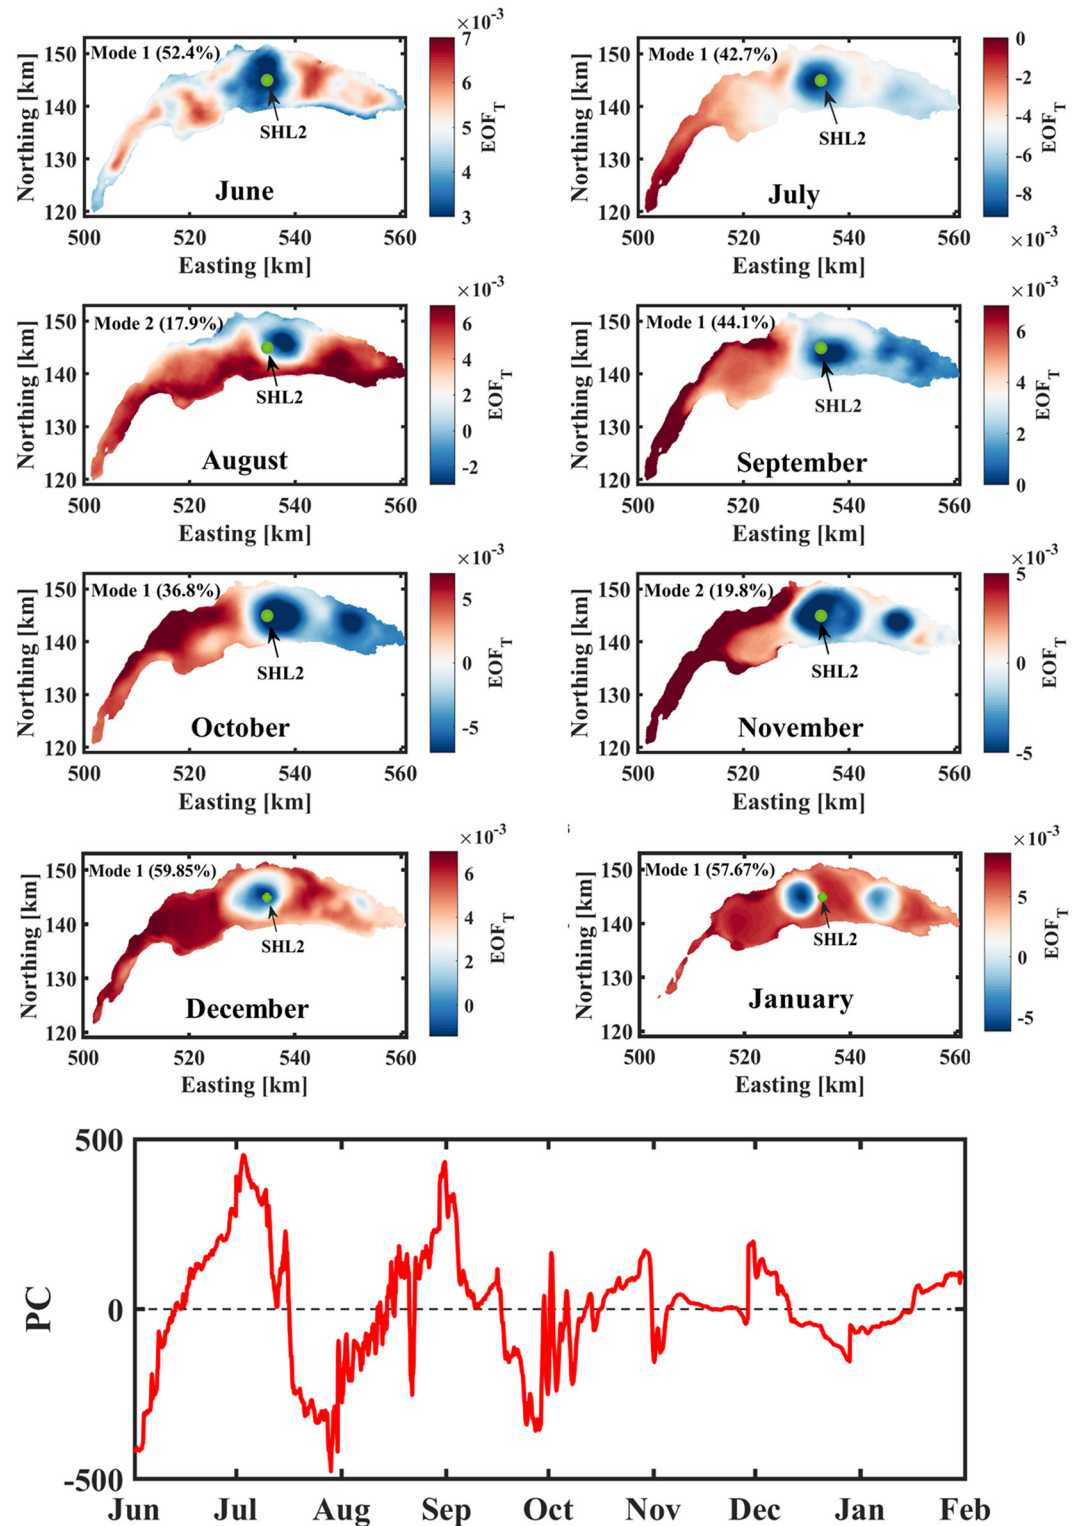 ×10⁻³
150
140
130
120
Mode 1 (52.4%)
SHL2
June
7
6
5
4
3
EOF_T
Northing [km]
500 520 540 560
Easting [km]
150
140
130
120
Mode 1 (42.7%)
SHL2
July
0
-2
-4
-6
-8
×10⁻³
EOF_T
Northing [km]
500 520 540 560
Easting [km]
×10⁻³
150
140
130
120
Mode 2 (17.9%)
SHL2
August
6
4
2
0
-2
EOF_T
Northing [km]
500 520 540 560
Easting [km]
×10⁻³
150
140
130
120
Mode 1 (44.1%)
SHL2
September
6
4
2
0
EOF_T
Northing [km]
500 520 540 560
Easting [km]
×10⁻³
150
140
130
120
Mode 1 (36.8%)
SHL2
October
5
0
-5
EOF_T
Northing [km]
500 520 540 560
Easting [km]
×10⁻³
150
140
130
120
Mode 2 (19.8%)
SHL2
November
5
0
-5
EOF_T
Northing [km]
500 520 540 560
Easting [km]
×10⁻³
150
140
130
120
Mode 1 (59.85%)
SHL2
December
6
4
2
0
EOF_T
Northing [km]
500 520 540 560
Easting [km]
×10⁻³
150
140
130
120
Mode 1 (57.67%)
SHL2
January
5
0
-5
EOF_T
Northing [km]
500 520 540 560
Easting [km]
500
0
-500
PC
Jun Jul Aug Sep Oct Nov Dec Jan Feb